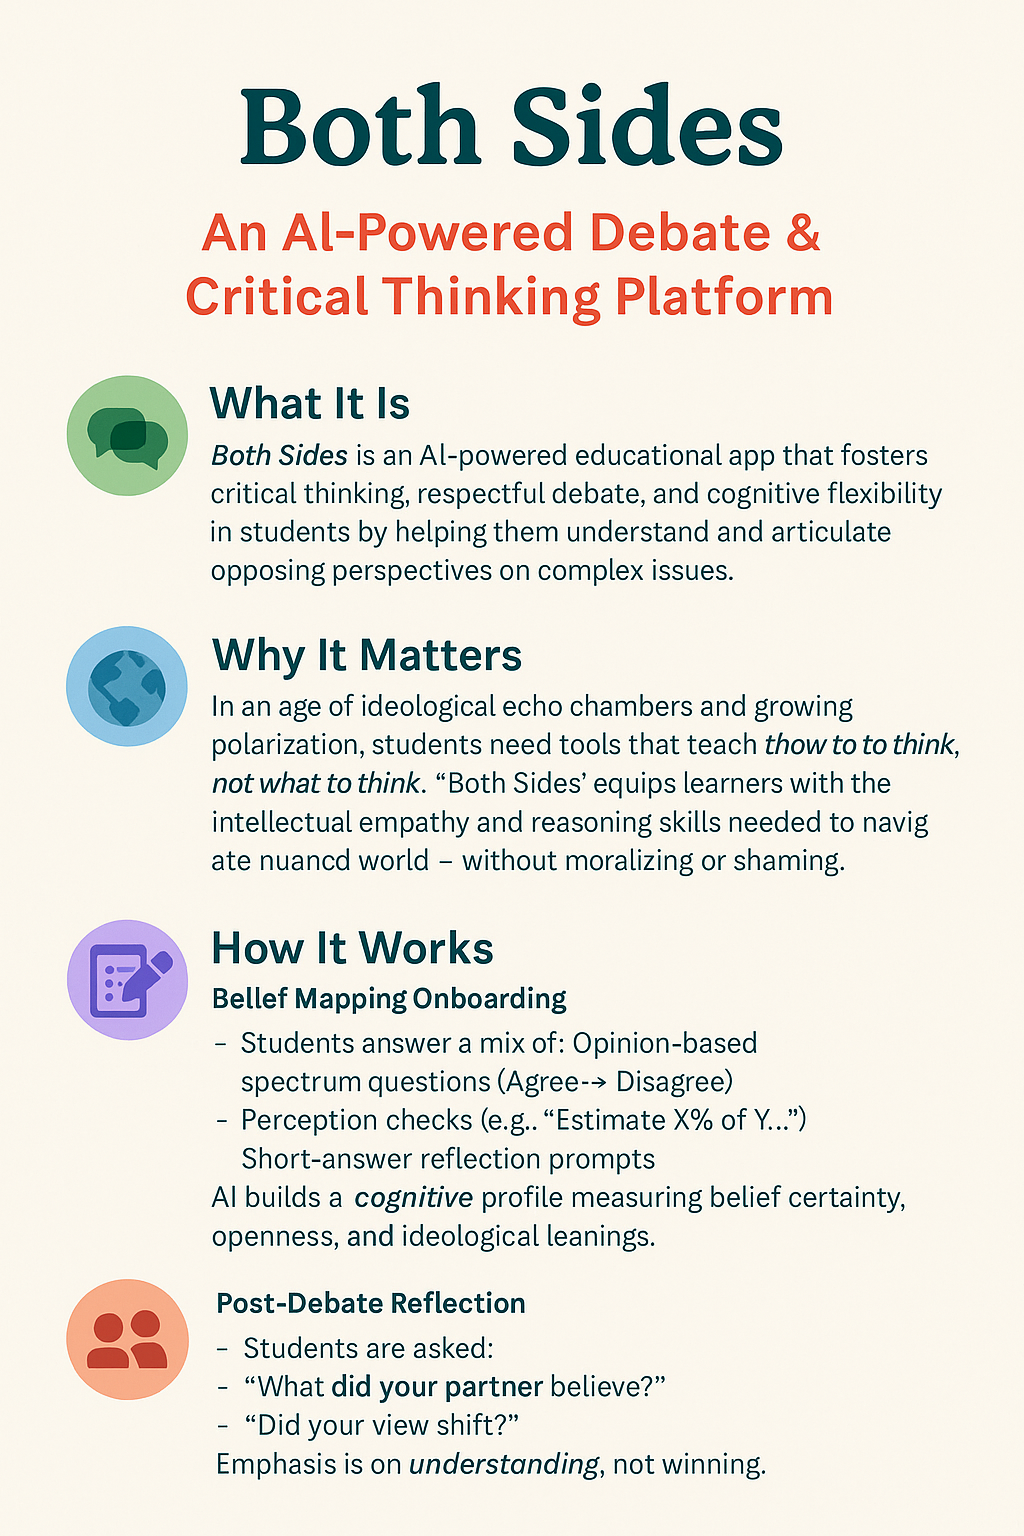 Both Sides
An AI-Powered Debate &
Critical Thinking Platform
What It Is
Both Sides is an AI-powered educational app that fosters
critical thinking, respectful debate, and cognitive flexibility
in students by helping them understand and articulate
opposing perspectives on complex issues.
Why It Matters
In an age of ideological echo chambers and growing
polarization, students need tools that teach thow to to think,
not what to think. “Both Sides’ equips learners with the
intellectual empathy and reasoning skills needed to navig
ate nuancd world – without moralizing or shaming.
How It Works
Bellef Mapping Onboarding
– Students answer a mix of: Opinion-based
spectrum questions (Agree-→ Disagree)
– Perception checks (e.g.. “Estimate X% of Y...”)
Short-answer reflection prompts
AI builds a cognitive profile measuring belief certainty,
openness, and ideological leanings.
Post-Debate Reflection
– Students are asked:
– “What did your partner believe?”
– “Did your view shift?”
Emphasis is on understanding, not winning.